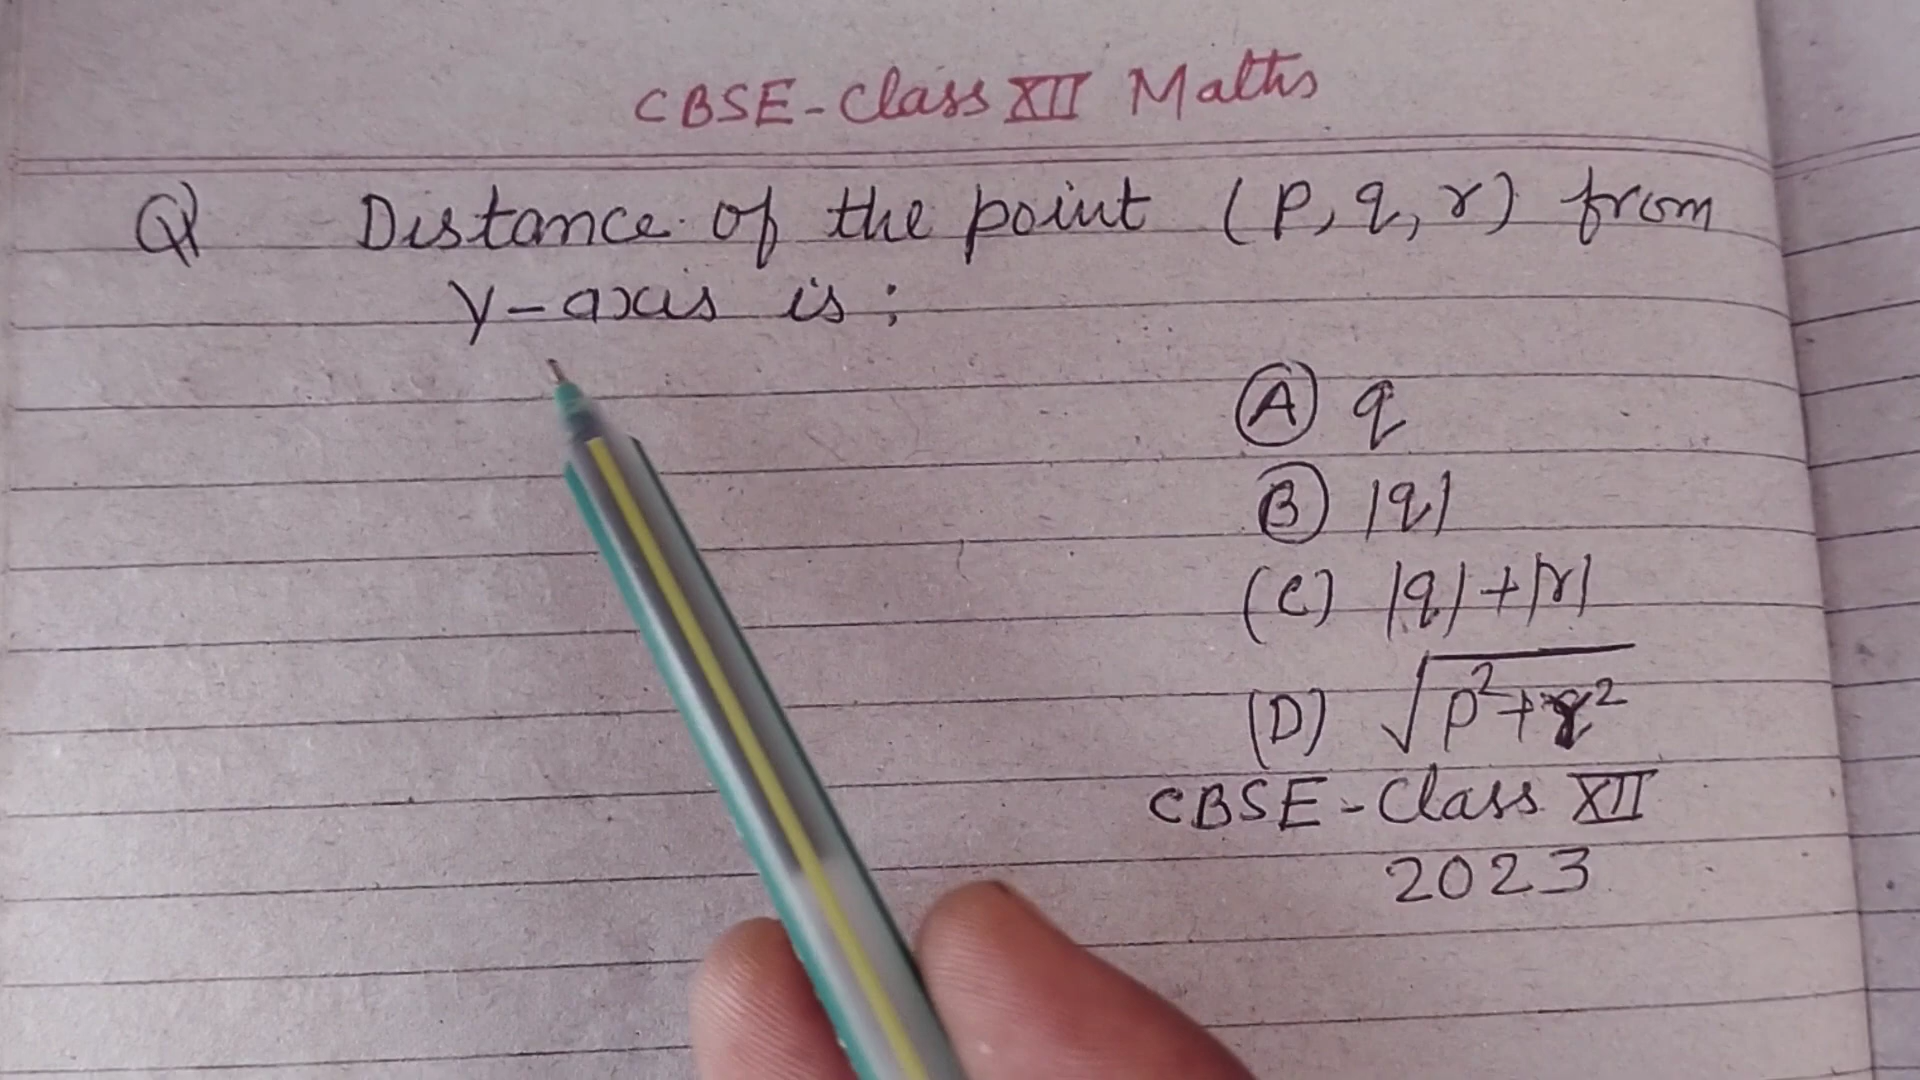 CBSE-Class XII Maths
Q Distance of the point (p, q, r) from
y-axis is:
(A) q
(B) |q|
(C) |q|+|r|
(D) √p²+r²
CBSE-Class XII
2023